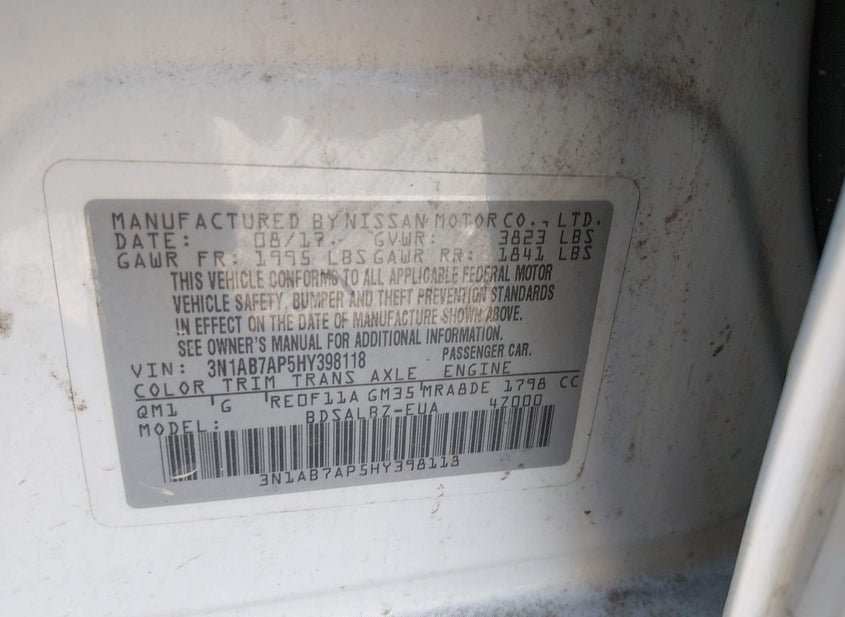 MANUFACTURED BY NISSAN MOTOR CO., LTD.
DATE: 08/17 GVWR: 3823 LBS
GAWR FR: 1995 LBS GAWR RR: 1841 LBS
THIS VEHICLE CONFORMS TO ALL APPLICABLE FEDERAL MOTOR
VEHICLE SAFETY, BUMPER AND THEFT PREVENTION STANDARDS
IN EFFECT ON THE DATE OF MANUFACTURE SHOWN ABOVE.
SEE OWNER'S MANUAL FOR ADDITIONAL INFORMATION.
VIN: 3N1AB7AP5HY398118 PASSENGER CAR.
COLOR TRIM TRANS AXLE ENGINE
QM1 'G 'RE0F11A GM35 'MRA8DE 1798 CC
MODEL: BDSALBZ-EUA 4Z000
3N1AB7AP5HY398118